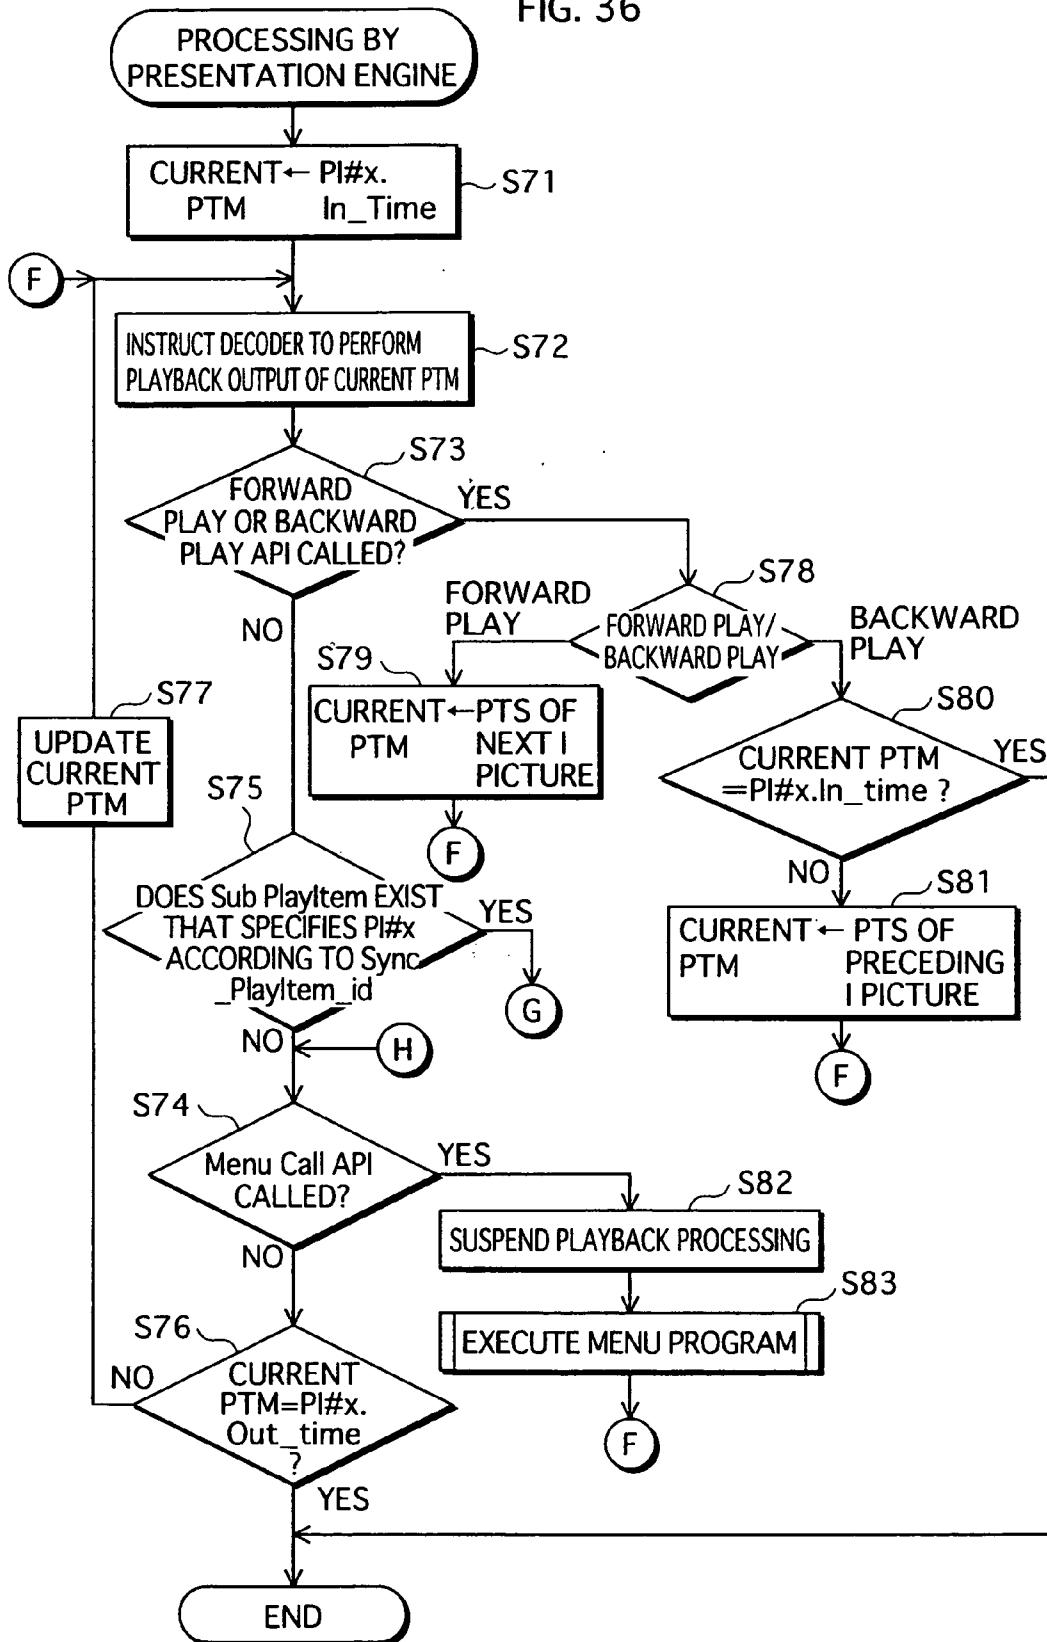 FIG. 36
PROCESSING BY
PRESENTATION ENGINE
CURRENT← PI#x.
PTM In_Time
S71
F
INSTRUCT DECODER TO PERFORM
PLAYBACK OUTPUT OF CURRENT PTM
S72
S73
FORWARD
PLAY OR BACKWARD
PLAY API CALLED?
YES
NO
S78
FORWARD PLAY/
BACKWARD PLAY
FORWARD
PLAY
BACKWARD
PLAY
S79
CURRENT←PTS OF
PTM NEXT I
PICTURE
F
S80
CURRENT PTM
=PI#x.In_time ?
YES
NO
S81
CURRENT← PTS OF
PTM PRECEDING
I PICTURE
F
S77
UPDATE
CURRENT
PTM
S75
DOES Sub PlayItem EXIST
THAT SPECIFIES PI#x
ACCORDING TO Sync
_PlayItem_id
YES
G
NO
H
S74
Menu Call API
CALLED?
YES
NO
S82
SUSPEND PLAYBACK PROCESSING
S83
EXECUTE MENU PROGRAM
F
S76
CURRENT
PTM=PI#x.
Out_time
?
NO
YES
END